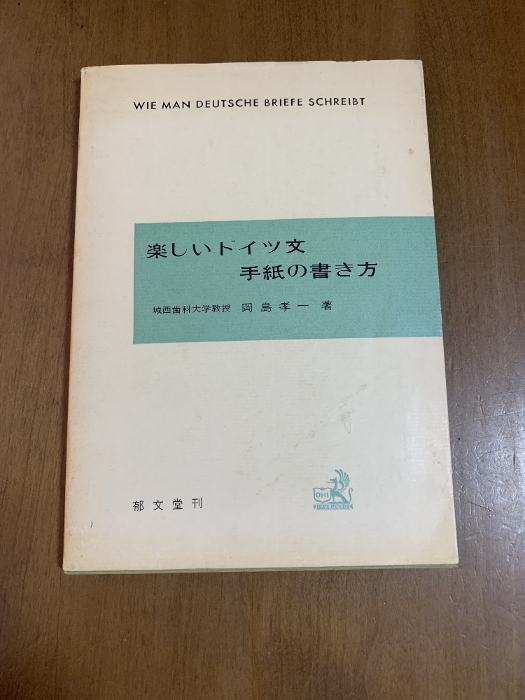 WIE MAN DEUTSCHE BRIEFE SCHREIBT
楽しいドイツ文
手紙の書き方
城西歯科大学教授 岡島孝一 著
郁文堂刊